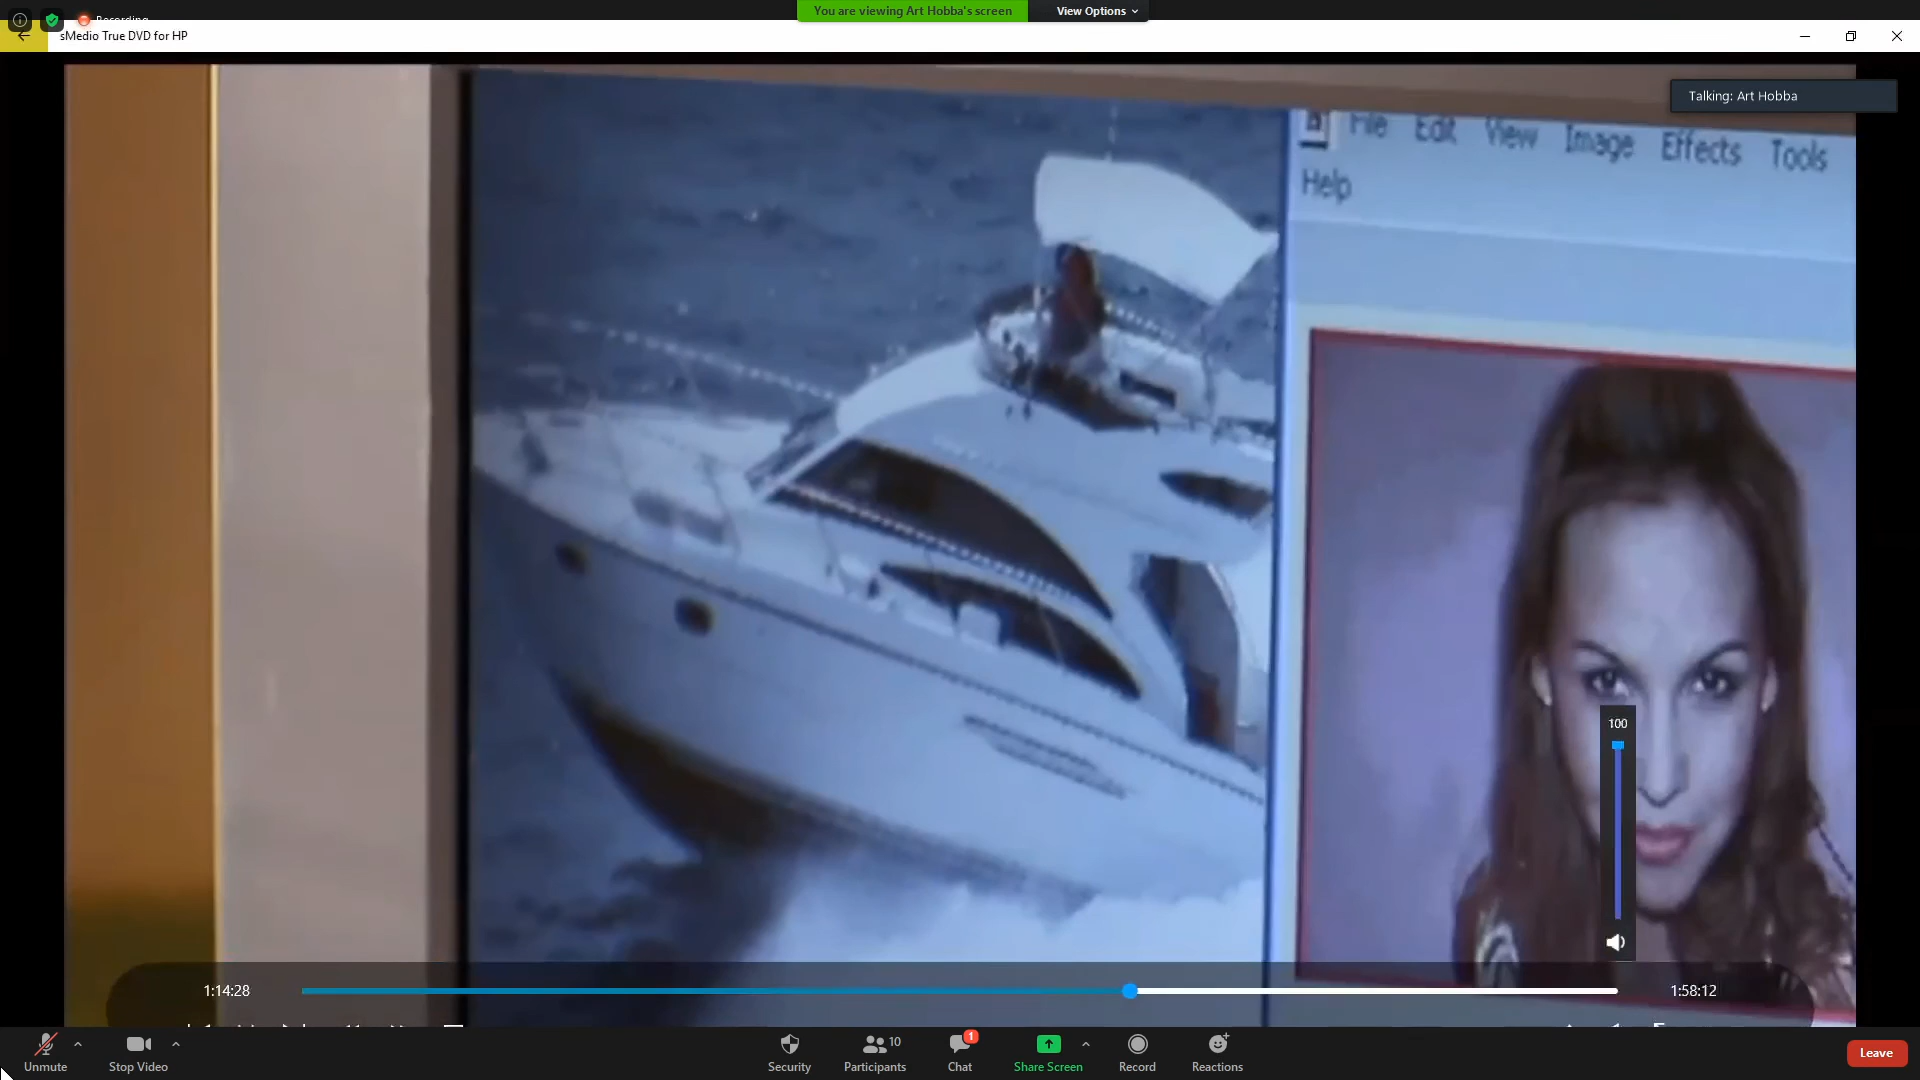 Recording
You are viewing Art Hobba's screen
View Options
sMedio True DVD for HP
Talking: Art Hobba
File Edit View Image Effects Tools
Help
100
1:14:28
1:58:12
Unmute
Stop Video
Security
10
Participants
1
Chat
Share Screen
Record
Reactions
Leave